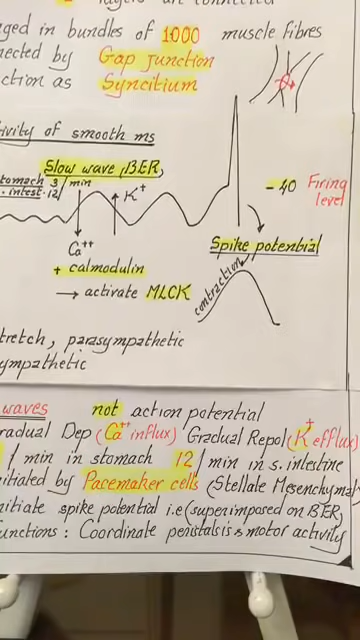 layers are connected
ged in bundles of 1000 muscle fibres
nected by Gap junction
ction as Syncitium
ivity of smooth ms
Slow wave, BER,
stomach 3/min
intest. 12
K⁺
-40 Firing level
Ca⁺⁺
+ calmodulin
→ activate MLCK
Spike potential
contraction
tretch, parasympathetic
ympathetic
waves not action potential
radual Dep (Ca⁺⁺ influx) Gradual Repol (K⁺ efflux)
/ min in stomach 12 / min in s. intestine
nitiated by Pacemaker cells (Stellate Mesenchymal
nitiate spike potential i.e (superimposed on BER)
unctions : Coordinate peristalsis & motor activity